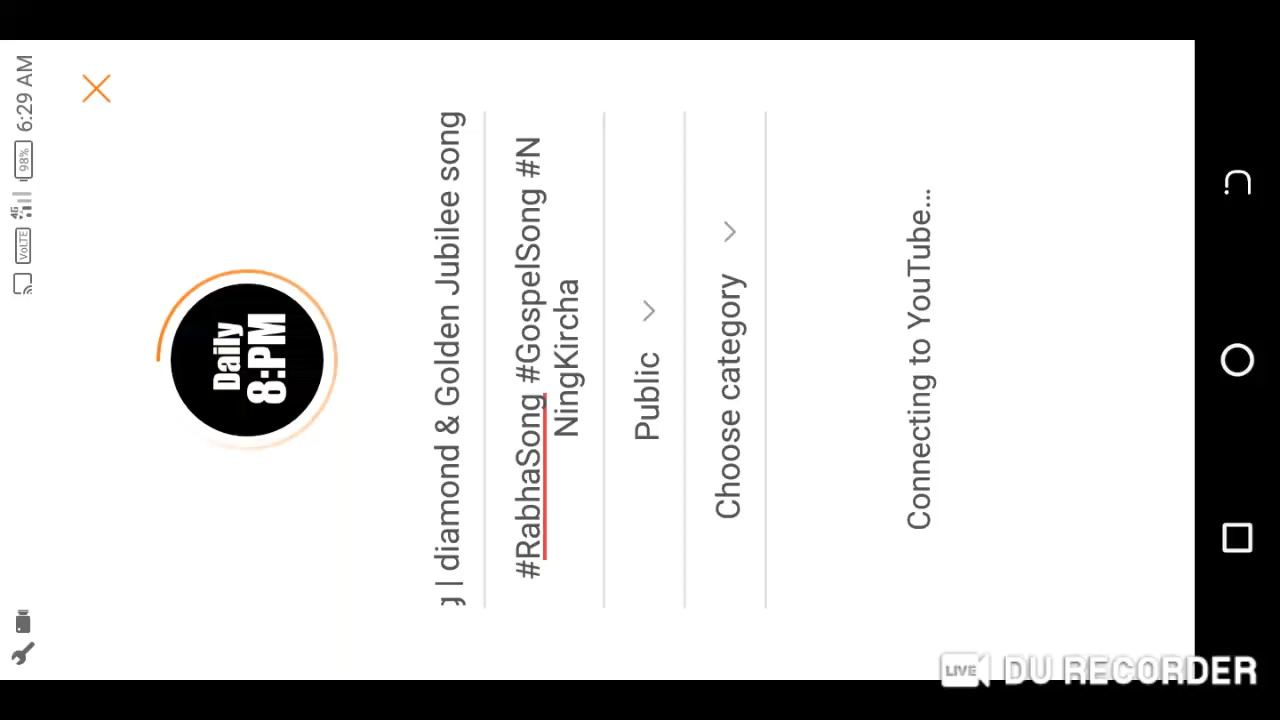 6:29 AM
98%
4G
VoLTE
Daily
8:PM
| diamond & Golden Jubilee song
#RabhaSong #GospelSong #N
NingKircha
Public
Choose category
Connecting to YouTube...
LIVE DU RECORDER